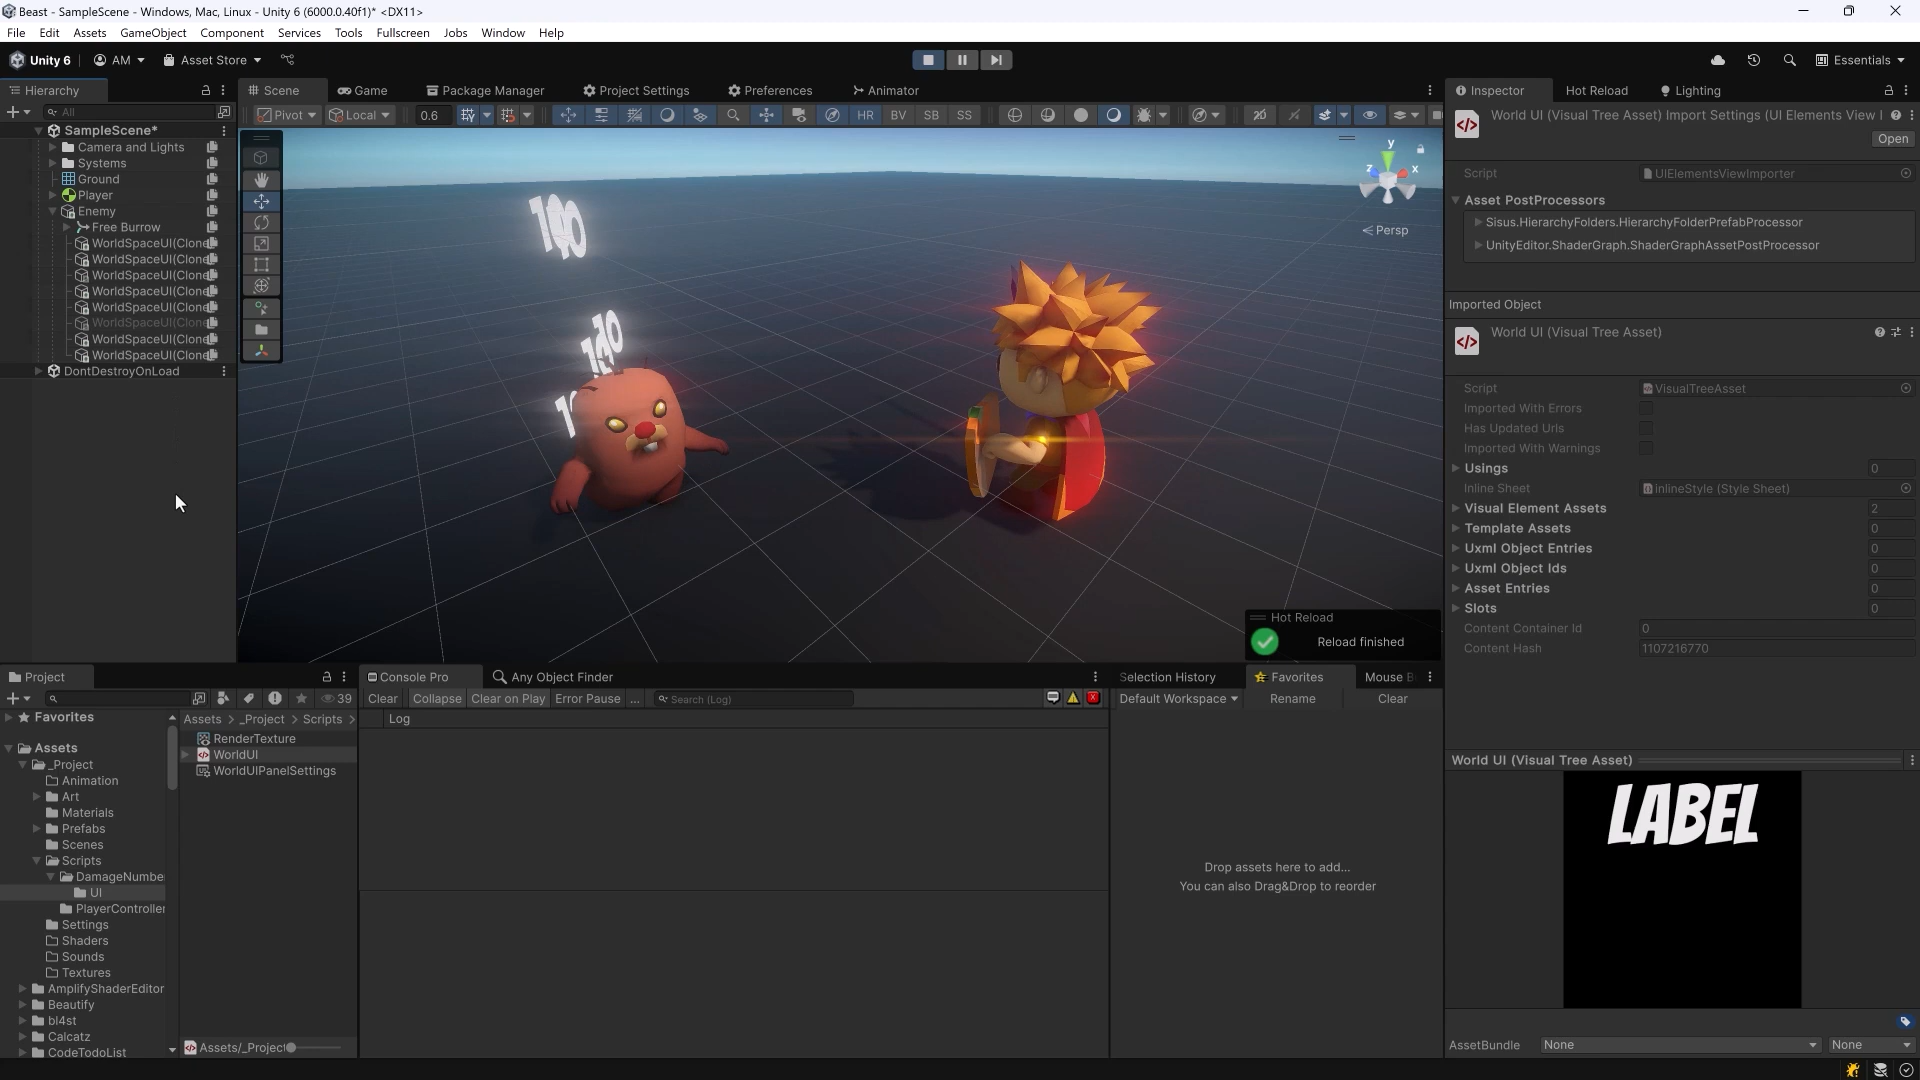 Beast - SampleScene - Windows, Mac, Linux - Unity 6 (6000.0.40f1)* <DX11>
File Edit Assets GameObject Component Services Tools Fullscreen Jobs Window Help
Unity 6 AM Asset Store Essentials
Hierarchy
All
SampleScene*
Camera and Lights
Systems
Ground
Player
Enemy
Free Burrow
WorldSpaceUI(Clone
WorldSpaceUI(Clone
WorldSpaceUI(Clone
WorldSpaceUI(Clone
WorldSpaceUI(Clone
WorldSpaceUI(Clone
WorldSpaceUI(Clone
WorldSpaceUI(Clone
DontDestroyOnLoad
Scene Game Package Manager Project Settings Preferences Animator
Pivot Local 0.6 HR BV SB SS 2D
y
z x
Persp
10
Hot Reload
Reload finished
Inspector Hot Reload Lighting
World UI (Visual Tree Asset) Import Settings (UI Elements View I
Open
Script UIElementsViewImporter
Asset PostProcessors
Sisus.HierarchyFolders.HierarchyFolderPrefabProcessor
UnityEditor.ShaderGraph.ShaderGraphAssetPostProcessor
Imported Object
World UI (Visual Tree Asset)
Script VisualTreeAsset
Imported With Errors
Has Updated Urls
Imported With Warnings
Usings 0
Inline Sheet inlineStyle (Style Sheet)
Visual Element Assets 2
Template Assets 0
Uxml Object Entries 0
Uxml Object Ids 0
Asset Entries 0
Slots 0
Content Container Id 0
Content Hash 1107216770
World UI (Visual Tree Asset)
LABEL
AssetBundle None None
Project
39
Favorites
Assets
_Project
Animation
Art
Materials
Prefabs
Scenes
Scripts
DamageNumbe
UI
PlayerController
Settings
Shaders
Sounds
Textures
AmplifyShaderEditor
Beautify
bl4st
Calcatz
CodeTodoList
Assets > _Project > Scripts >
RenderTexture
WorldUI
WorldUIPanelSettings
Assets/_Project
Console Pro Any Object Finder
Clear Collapse Clear on Play Error Pause ... Search (Log)
Log
Selection History Favorites Mouse B
Default Workspace Rename Clear
Drop assets here to add...
You can also Drag&Drop to reorder